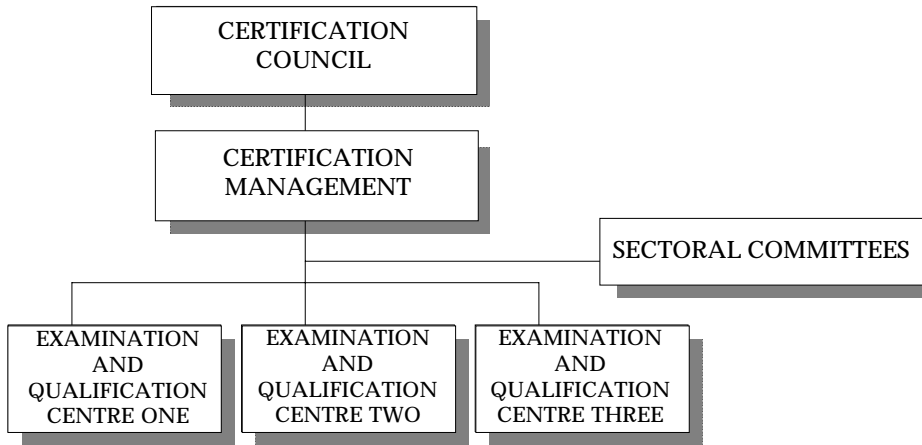 CERTIFICATION
COUNCIL
CERTIFICATION
MANAGEMENT
SECTORAL COMMITTEES
EXAMINATION
AND
QUALIFICATION
CENTRE ONE
EXAMINATION
AND
QUALIFICATION
CENTRE TWO
EXAMINATION
AND
QUALIFICATION
CENTRE THREE